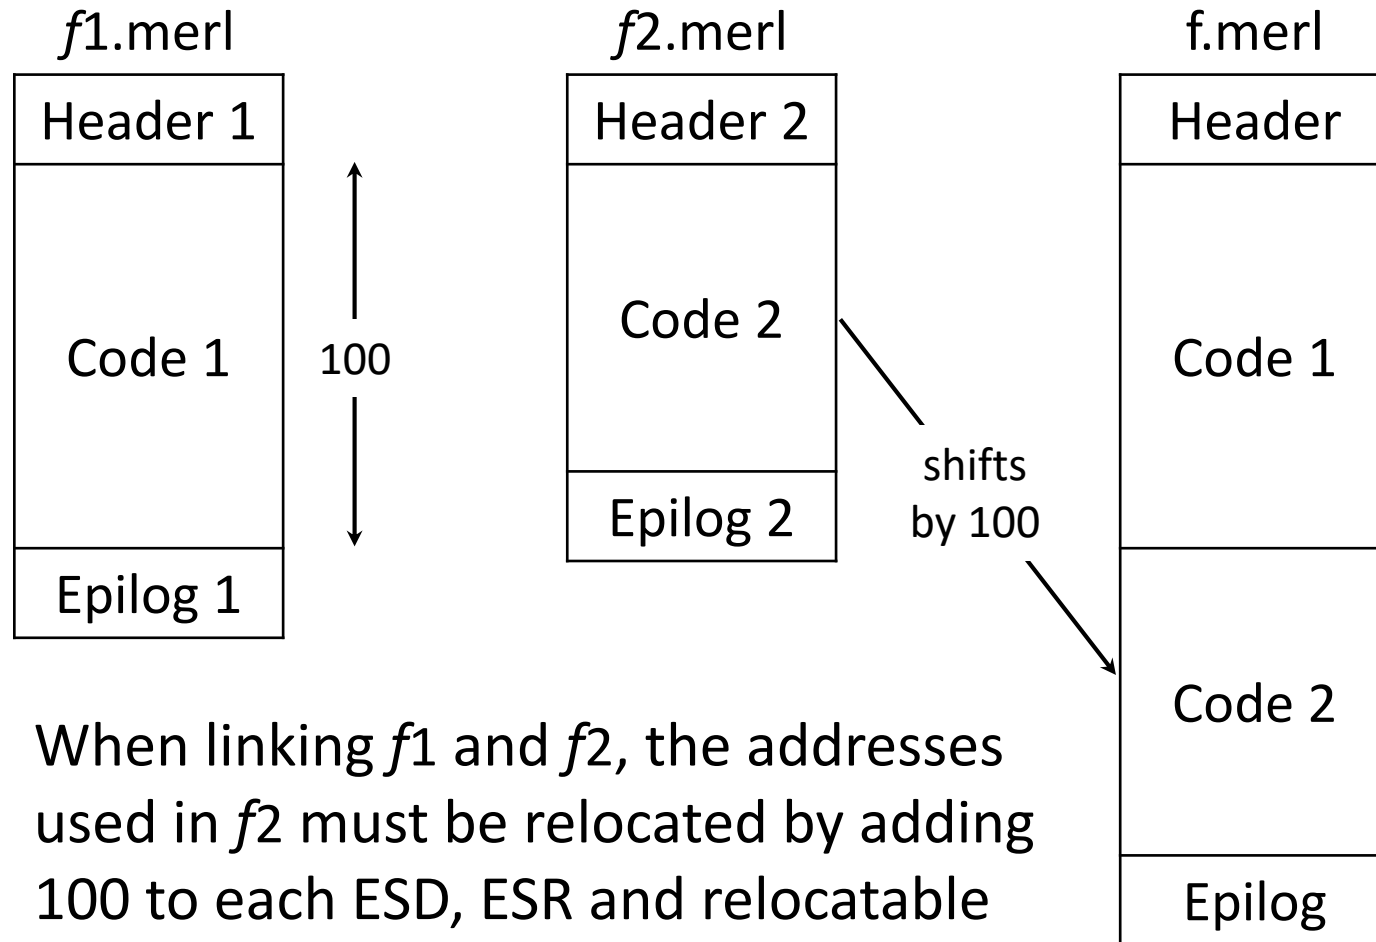 f1.merl
f2.merl
f.merl
Header 1
Header 2
Header
Code 1
100
Code 2
Code 1
shifts
by 100
Epilog 2
Epilog 1
Code 2
Epilog
When linking f1 and f2, the addresses
used in f2 must be relocated by adding
100 to each ESD, ESR and relocatable